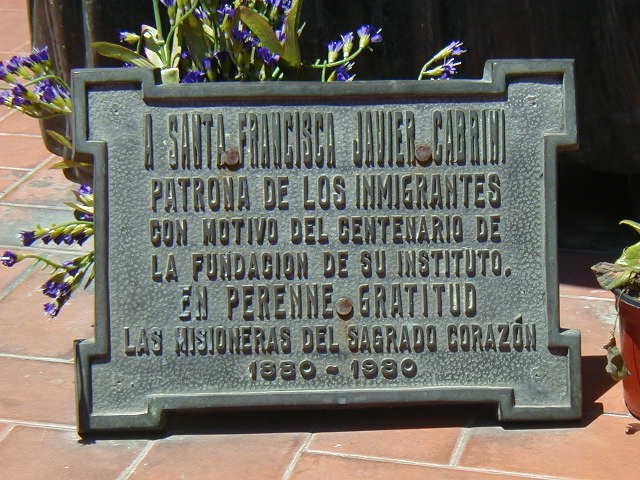 A SANTA FRANCISCA JAVIER CABRINI
PATRONA DE LOS INMIGRANTES
CON MOTIVO DEL CENTENARIO DE
LA FUNDACION DE SU INSTITUTO.
EN PERENNE GRATITUD
LAS MISIONERAS DEL SAGRADO CORAZÓN
1880 - 1980